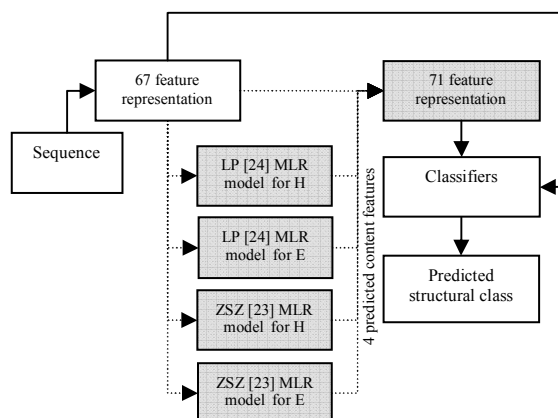 67 feature
representation
71 feature
representation
Sequence
LP [24] MLR
model for H
LP [24] MLR
model for E
ZSZ [23] MLR
model for H
ZSZ [23] MLR
model for E
4 predicted content features
Classifiers
Predicted
structural class